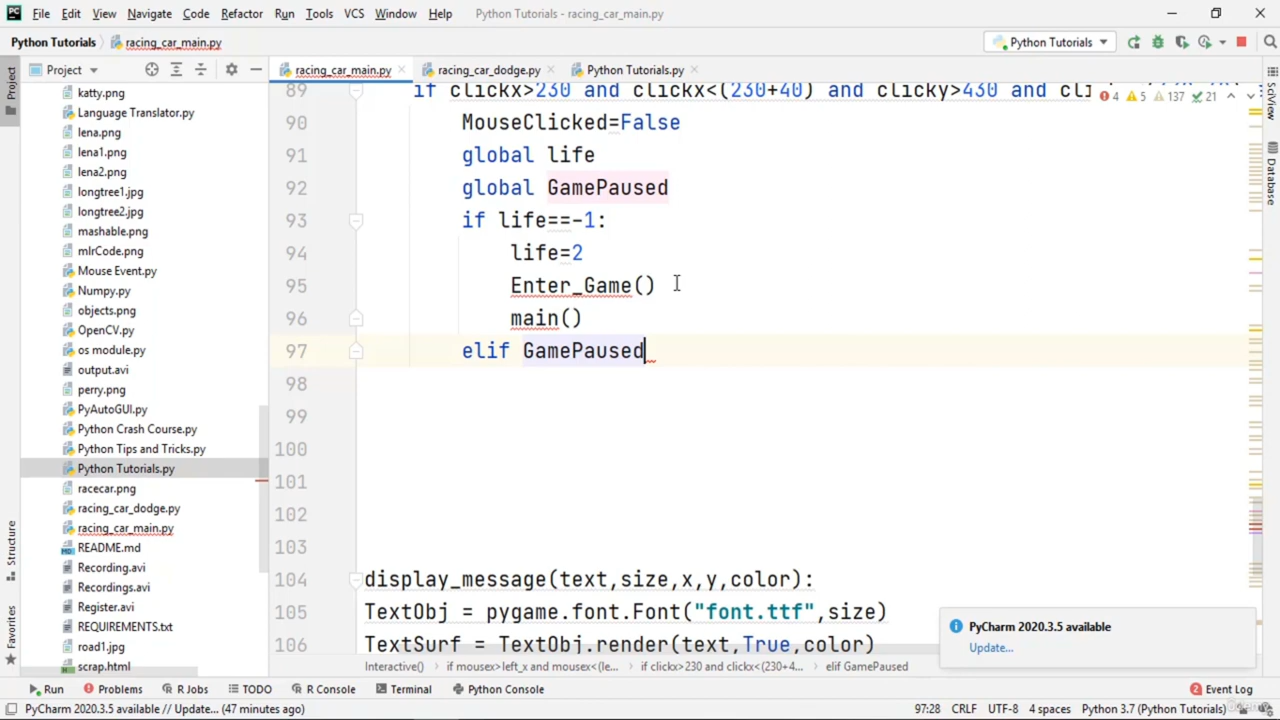 File Edit View Navigate Code Refactor Run Tools VCS Window Help Python Tutorials - racing_car_main.py
Python Tutorials racing_car_main.py Python Tutorials
Project racing_car_main.py racing_car_dodge.py Python Tutorials.py
Project
Structure
Favorites
SciView
Database
katty.png
Language Translator.py
lena.png
lena1.png
lena2.png
longtree1.jpg
longtree2.jpg
mashable.png
mlrCode.png
Mouse Event.py
Numpy.py
objects.png
OpenCV.py
os module.py
output.avi
perry.png
PyAutoGUI.py
Python Crash Course.py
Python Tips and Tricks.py
Python Tutorials.py
racecar.png
racing_car_dodge.py
racing_car_main.py
README.md
Recording.avi
Recordings.avi
Register.avi
REQUIREMENTS.txt
road1.jpg
scrap.html
4 5 137 21
89 if clickx>230 and clickx<(230+40) and clicky>430 and cli
90 MouseClicked=False
91 global life
92 global GamePaused
93 if life==-1:
94 life=2
95 Enter_Game()
96 main()
97 elif GamePaused
98
99
100
101
102
103
104 display_message(text,size,x,y,color):
105 TextObj = pygame.font.Font("font.ttf",size)
106 TextSurf = TextObj.render(text,True,color)
PyCharm 2020.3.5 available
Update...
Interactive() if mousex>left_x and mousex<(le... if clickx>230 and clickx<(230+4... elif GamePaused
Run Problems R Jobs TODO R Console Terminal Python Console Event Log
PyCharm 2020.3.5 available // Update... (47 minutes ago) 97:28 CRLF UTF-8 4 spaces Python 3.7 (Python Tutorials)